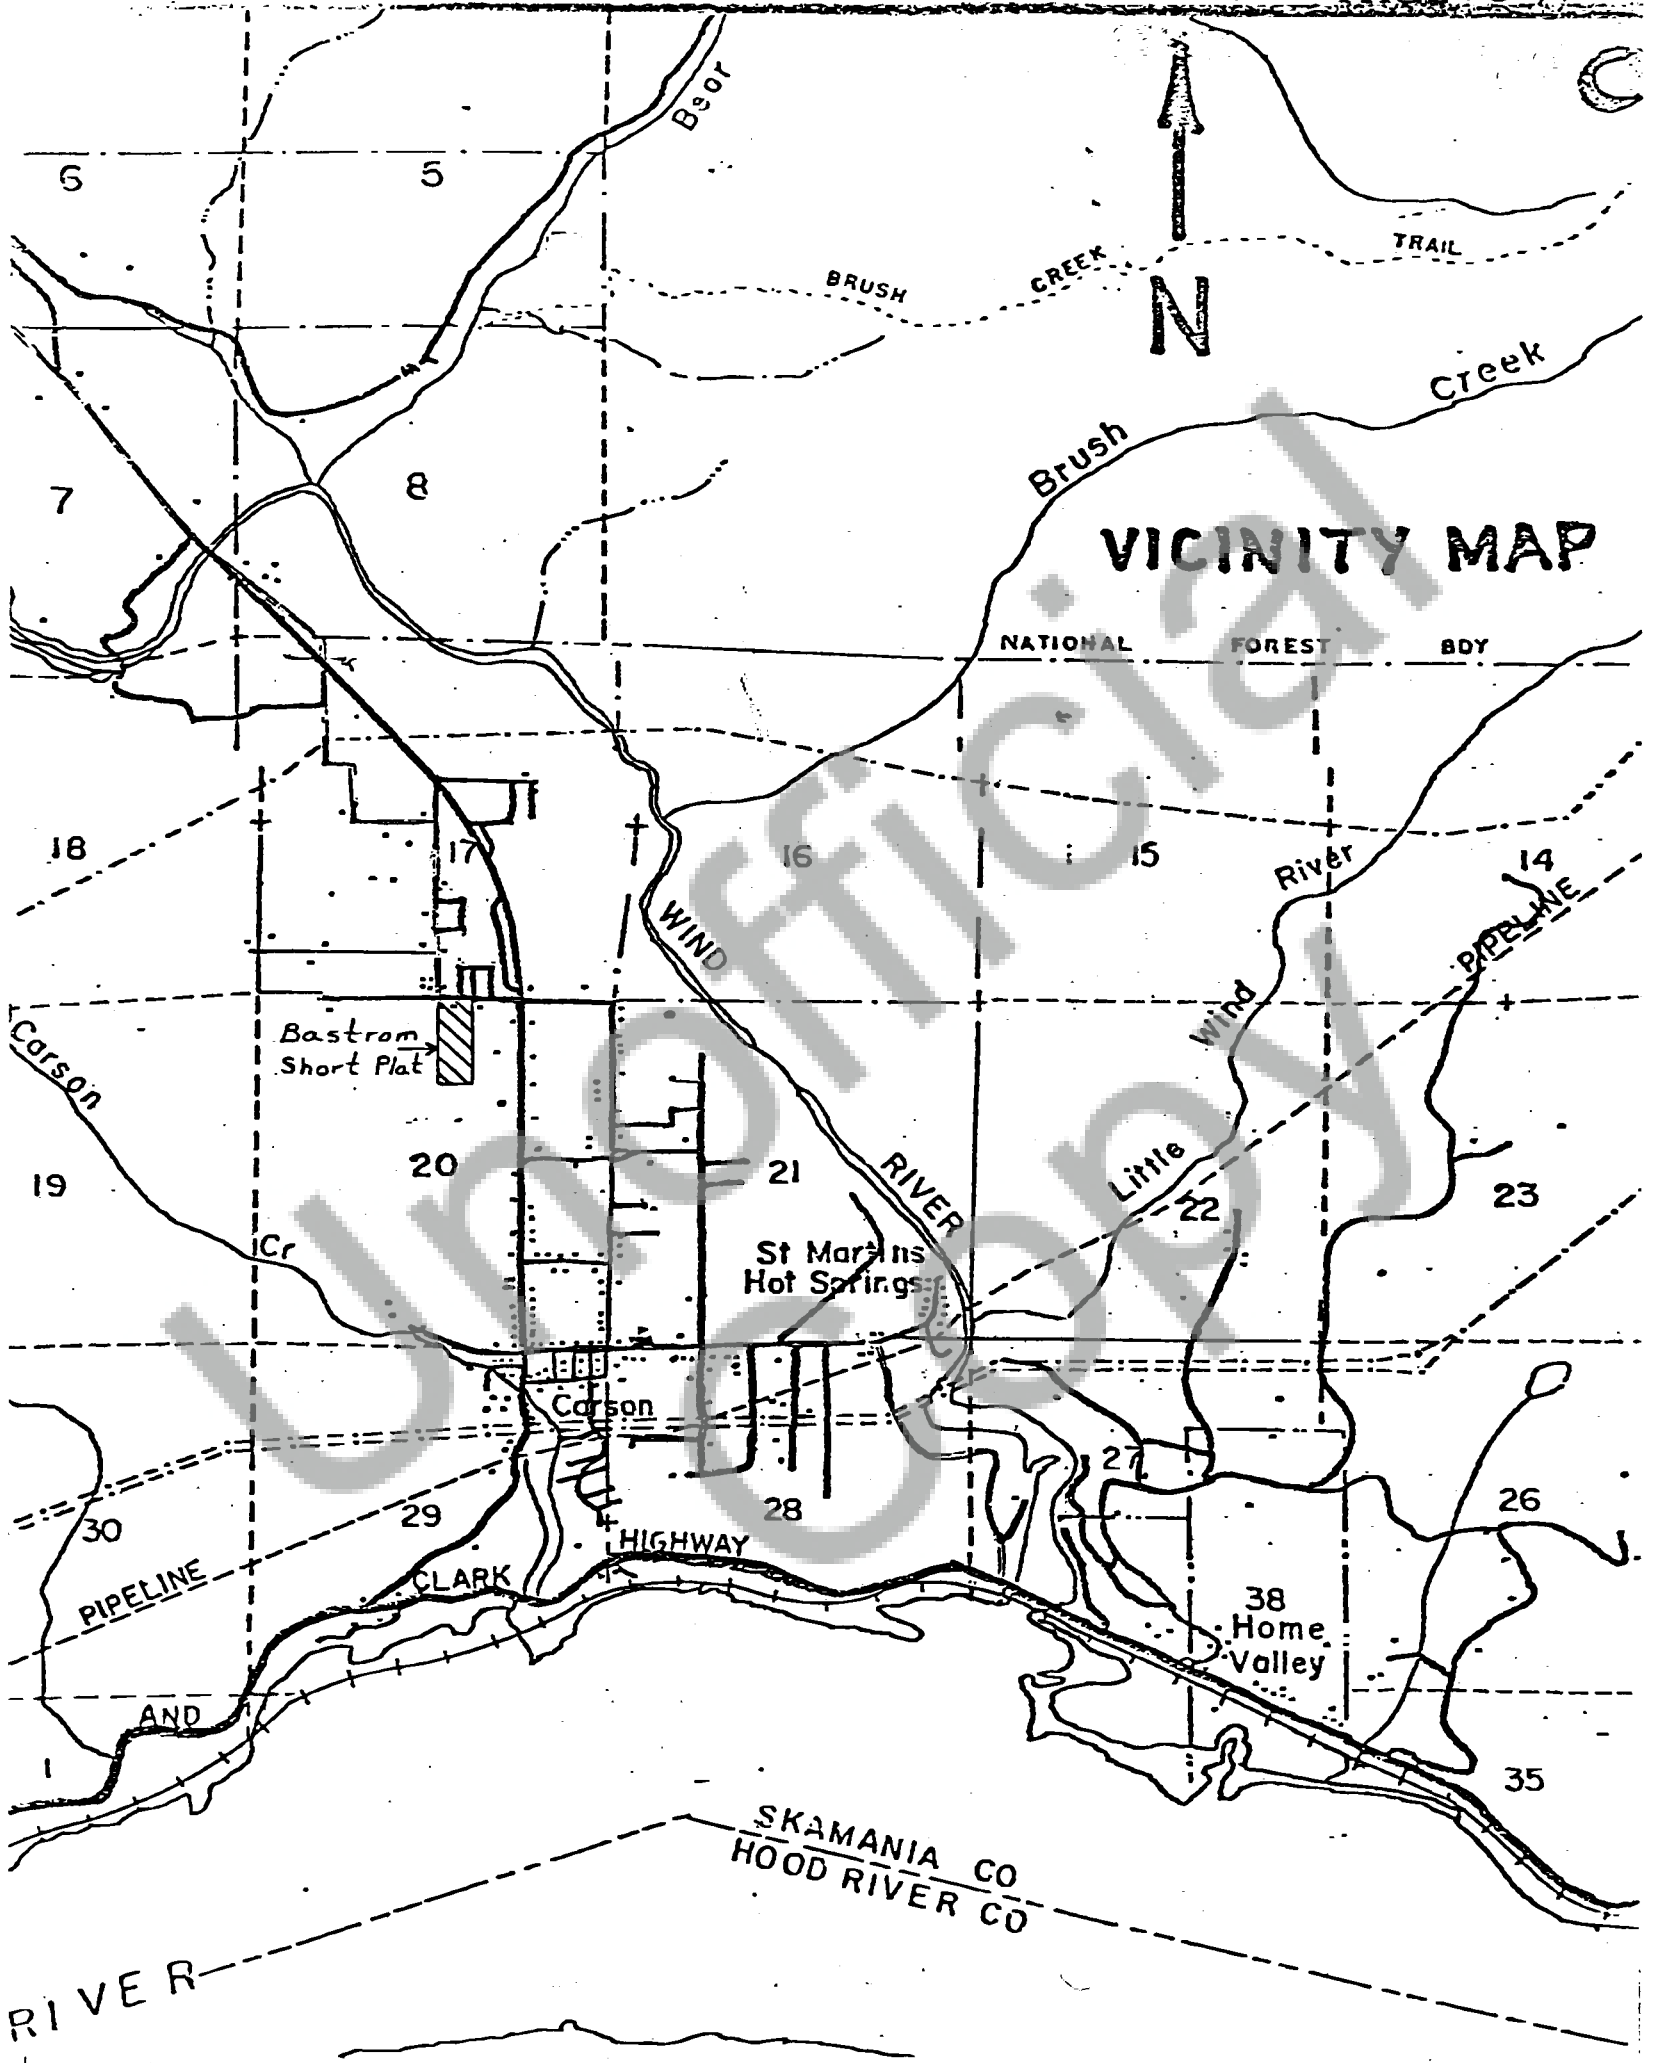 Bear
6
5
BRUSH CREEK TRAIL
N
Brush Creek
7
8
VICINITY MAP
NATIONAL FOREST BDY
18
17
16
15
14
River
PIPELINE
WIND
Wind
Carson
Bastrom
Short Plat
19
20
21
RIVER
Little
22
23
Cr
St Martins
Hot Springs
Carson
27
30
29
28
26
HIGHWAY
PIPELINE
CLARK
38
Home
Valley
AND
1
35
SKAMANIA CO
HOOD RIVER CO
RIVER
Unofficial
Copy